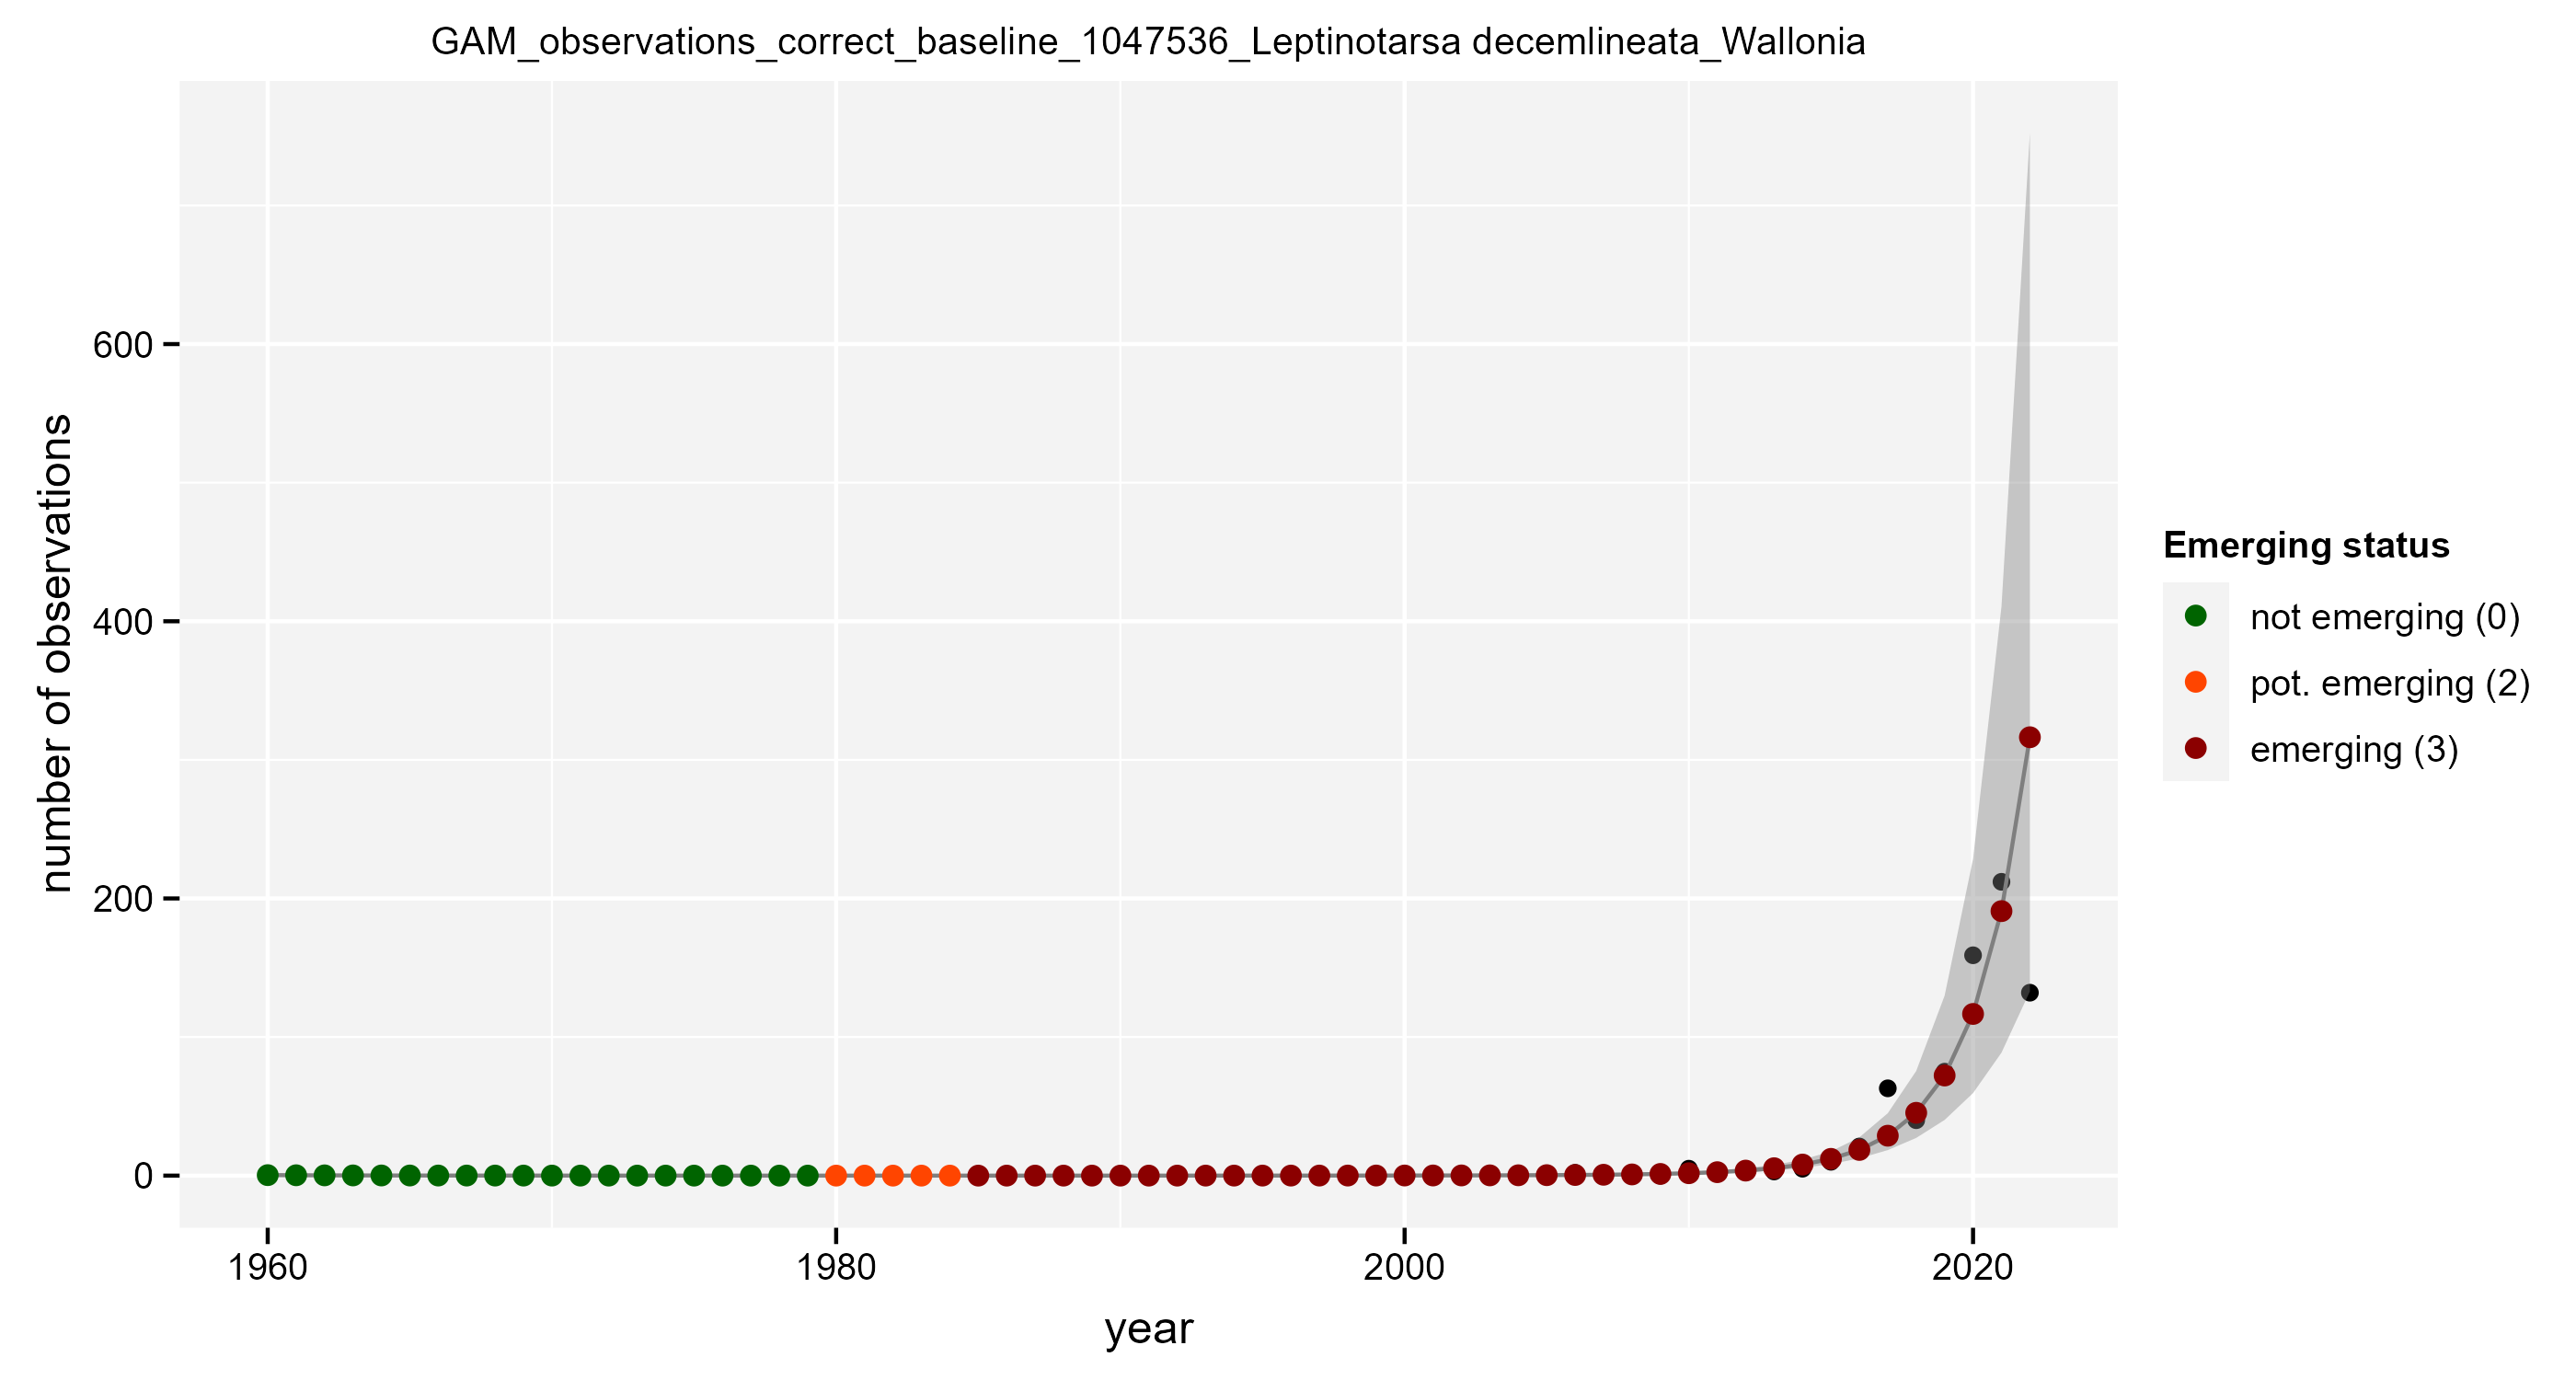 GAM_observations_correct_baseline_1047536_Leptinotarsa decemlineata_Wallonia
number of observations
600
400
200
0
1960
1980
2000
2020
year
Emerging status
not emerging (0)
pot. emerging (2)
emerging (3)